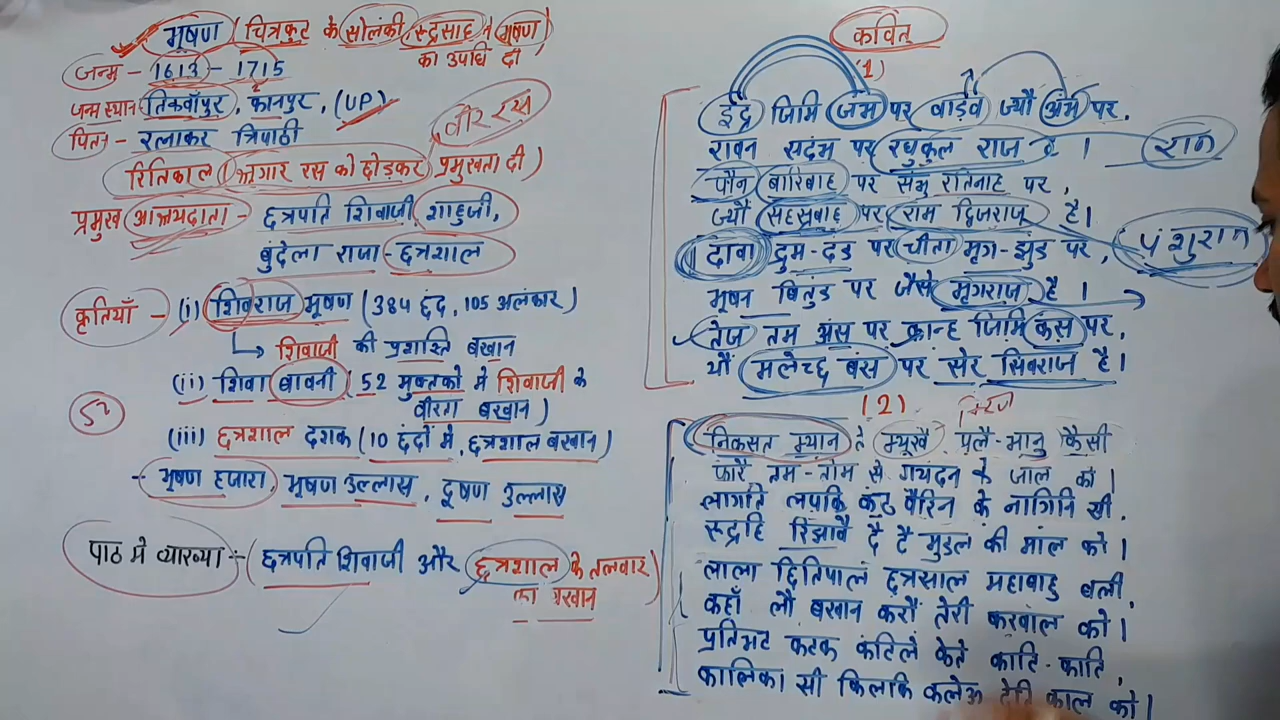 भूषण (चित्रकुट के सोलंकी रूद्रसाह ने भूषण)
का उपधि दी
जन्म - 1613 - 1715
जन्म स्थान तिकवाँपुर, कानपुर, (UP)
पिता - रत्नाकर त्रिपाठी
वीर रस
रितिकाल (श्रृंगार रस को छोड़कर प्रमुखता दी)
प्रमुख आश्रयदाता - छत्रपति शिवाजी, शाहुजी,
बुंदेला राजा - छत्रशाल
कृतियाँ - (i) शिवराज भूषण (384 छंद, 105 अलंकार)
शिवाजी की प्रशस्ति बखान
(ii) शिवा बावनी (52 मुक्तको मे शिवाजी के
वीरता बखान)
52
(iii) छत्रशाल दशक (10 छंदों मे, छत्रशाल बखान)
- भूषण हजारा, भूषण उल्लास, दूषण उल्लास
पाठ मे व्याख्या :- (छत्रपति शिवाजी और छत्रशाल के तलवार)
का बखान
कवित्त
(1)
इंद्र जिमि जंभ पर बाड़व ज्यौं अंभ पर,
रावन सदंभ पर रघुकुल राज है। राम
पौन बारिबाह पर संभु रतिनाह पर,
ज्यौं सहसबाह पर राम द्विजराज है।
दावा द्रुम-दंड पर चीता मृग-झुंड पर, पंशुराम
भूषन बितुंड पर जैसे मृगराज है।
तेज तम अंस पर कान्ह जिमि कंस पर,
यौं मलेच्छ बंस पर सेर सिवराज है।
(2)
किरण
निकसत म्यान ते मयूखैं प्रलै-भानु कैसी
फारै तम-तोम से गयंदन के जाल को।
लागति लपकि कंठ बैरिन के नागिनि सी,
रूद्रहि रिझावै दै दै मुंडन की माल को।
लाला छितिपाल छत्रसाल महाबाहु बली,
कहाँ लौं बखान करौं तेरी करवाल को।
प्रतिभट कटक कटिले केते काटि-काटि,
कालिका सी किलकि कलेऊ देति काल को।